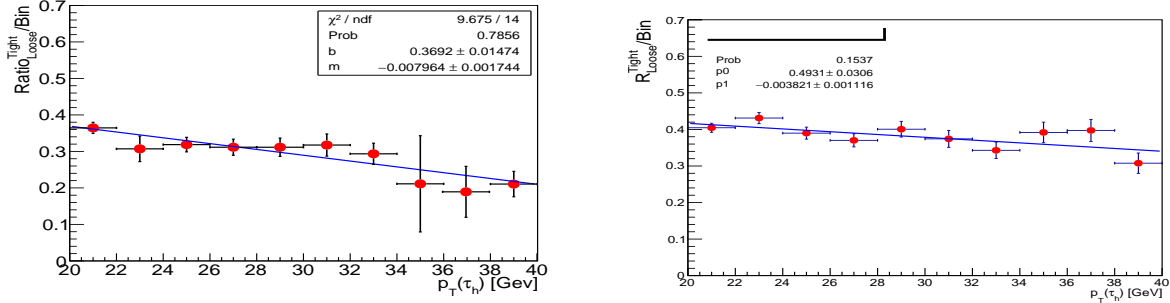 Ratio Tight Loose /Bin
χ² / ndf 9.675 / 14
Prob 0.7856
b 0.3692 ± 0.01474
m −0.007964 ± 0.001744
0.7
0.6
0.5
0.4
0.3
0.2
0.1
0
20 22 24 26 28 30 32 34 36 38 40
p_T(τ_h) [GeV]
R Tight Loose /Bin
Prob 0.1537
p0 0.4931 ± 0.0306
p1 −0.003821 ± 0.001116
0.7
0.6
0.5
0.4
0.3
0.2
0.1
0
20 22 24 26 28 30 32 34 36 38 40
p_T(τ_h) [GeV]